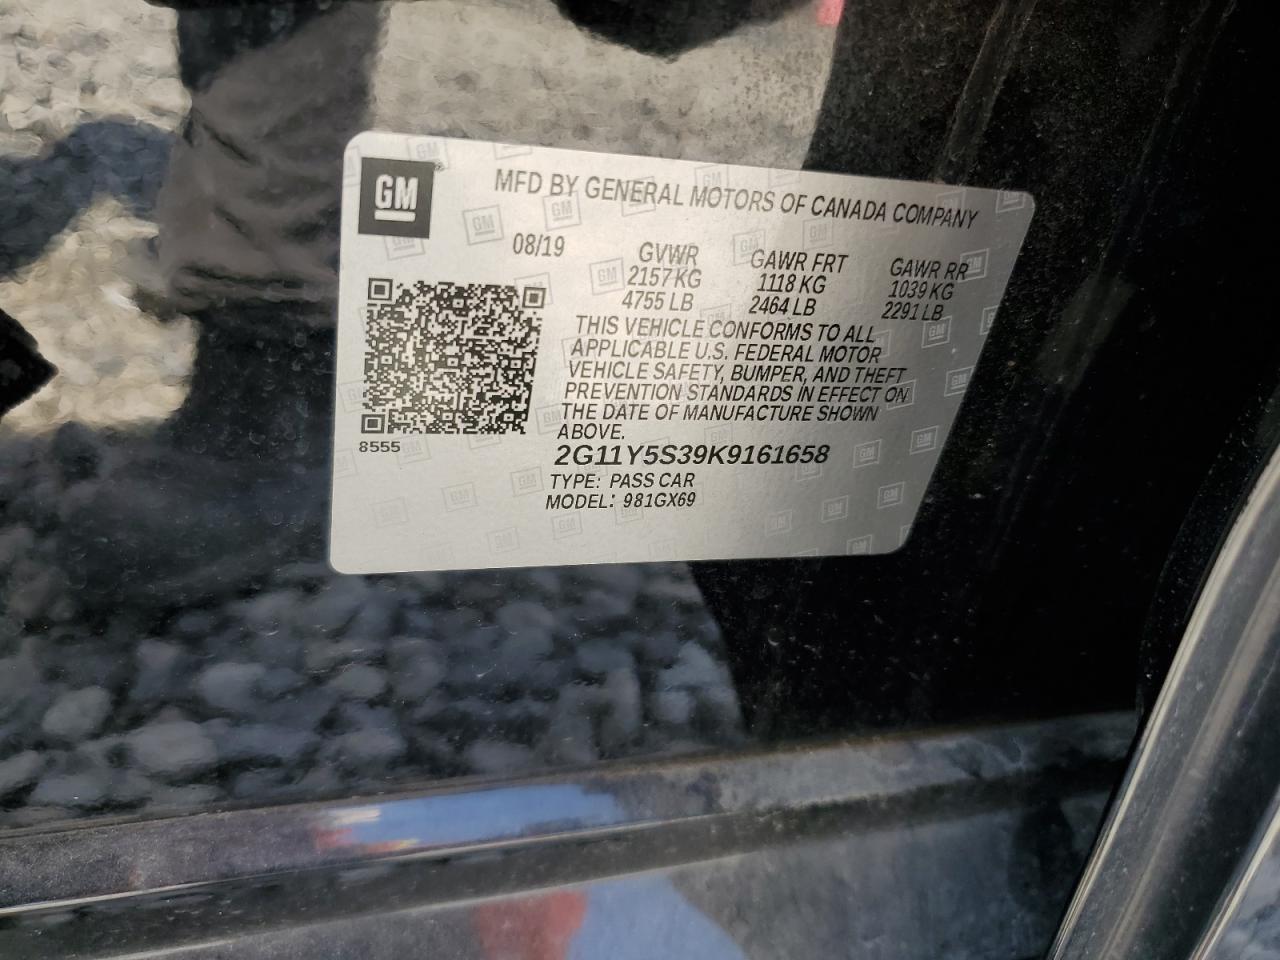 GM
MFD BY GENERAL MOTORS OF CANADA COMPANY
08/19 GVWR GAWR FRT GAWR RR
2157 KG 1118 KG 1039 KG
4755 LB 2464 LB 2291 LB
THIS VEHICLE CONFORMS TO ALL
APPLICABLE U.S. FEDERAL MOTOR
VEHICLE SAFETY, BUMPER, AND THEFT
PREVENTION STANDARDS IN EFFECT ON
THE DATE OF MANUFACTURE SHOWN
ABOVE.
8555
2G11Y5S39K9161658
TYPE: PASS CAR
MODEL: 981GX69